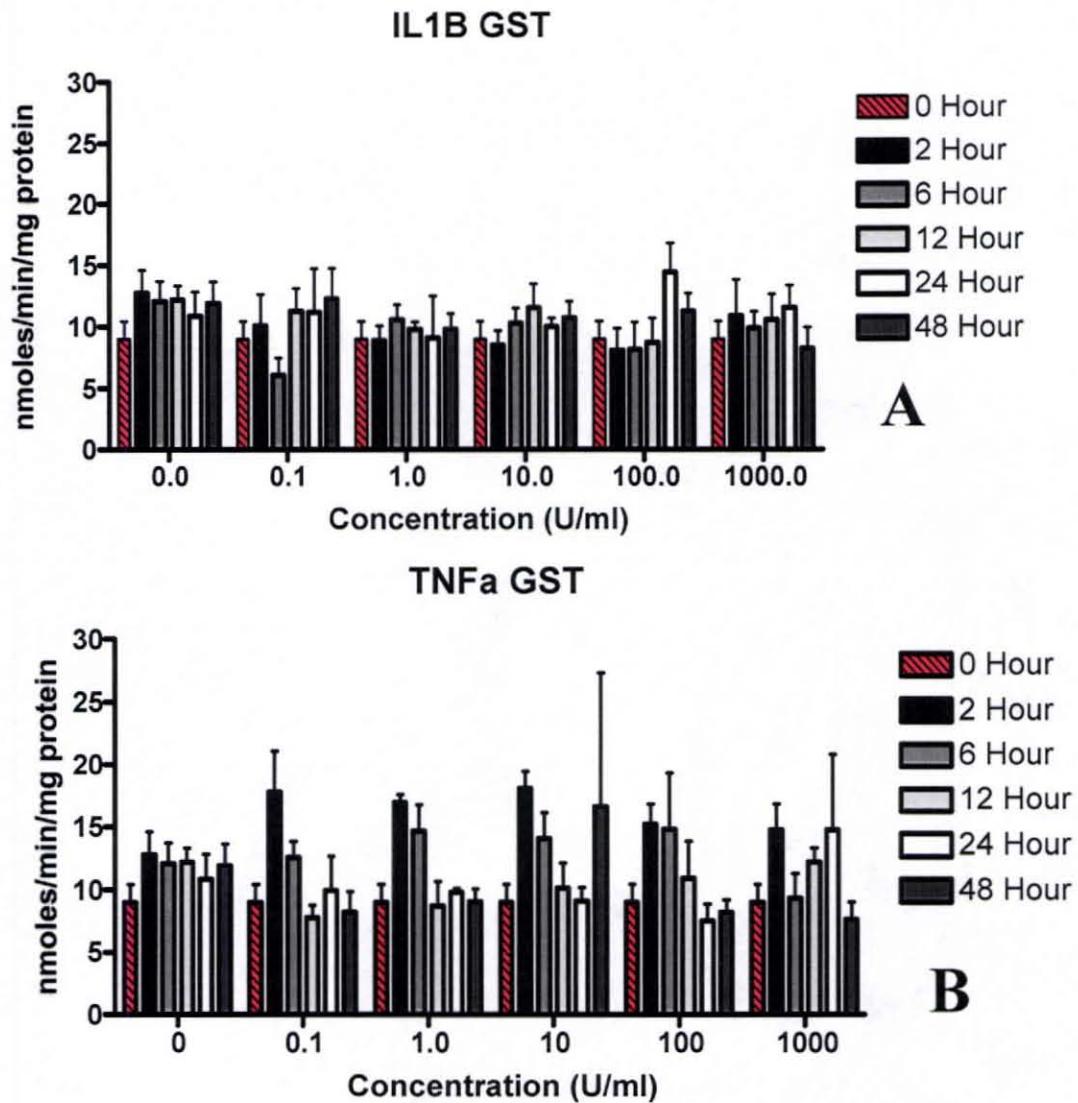 IL1B GST
30
25
20
15
10
5
0
nmoles/min/mg protein
0.0 0.1 1.0 10.0 100.0 1000.0
Concentration (U/ml)
0 Hour
2 Hour
6 Hour
12 Hour
24 Hour
48 Hour
A
TNFa GST
30
25
20
15
10
5
0
nmoles/min/mg protein
0 0.1 1.0 10 100 1000
Concentration (U/ml)
0 Hour
2 Hour
6 Hour
12 Hour
24 Hour
48 Hour
B